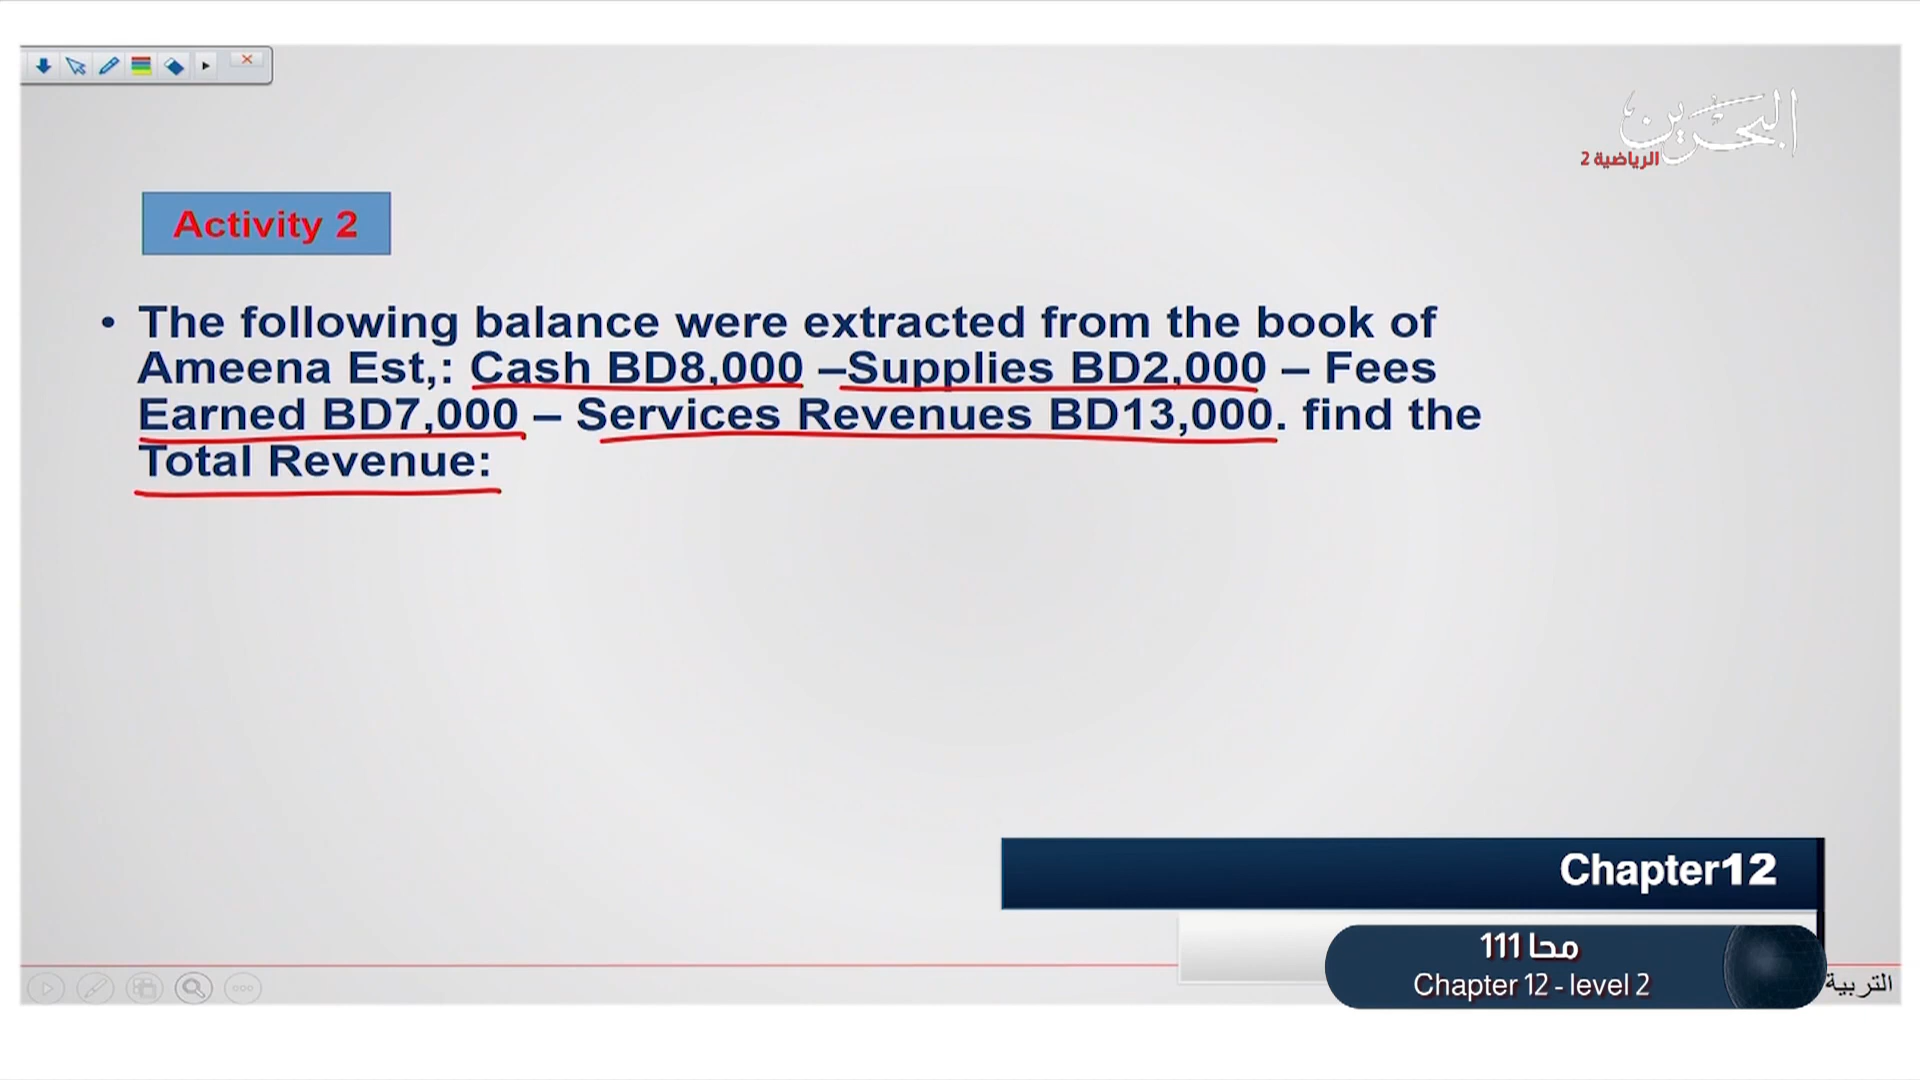 البحرين
الرياضية 2
Activity 2
• The following balance were extracted from the book of
Ameena Est,: Cash BD8,000 –Supplies BD2,000 – Fees
Earned BD7,000 – Services Revenues BD13,000. find the
Total Revenue:
Chapter12
محا 111
Chapter 12 - level 2
التربية